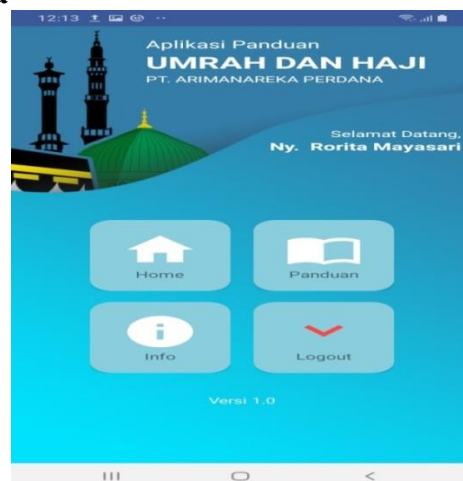 12:13
Aplikasi Panduan
UMRAH DAN HAJI
PT. ARIMANAREKA PERDANA
Selamat Datang,
Ny. Rorita Mayasari
Home
Panduan
Info
Logout
Versi 1.0